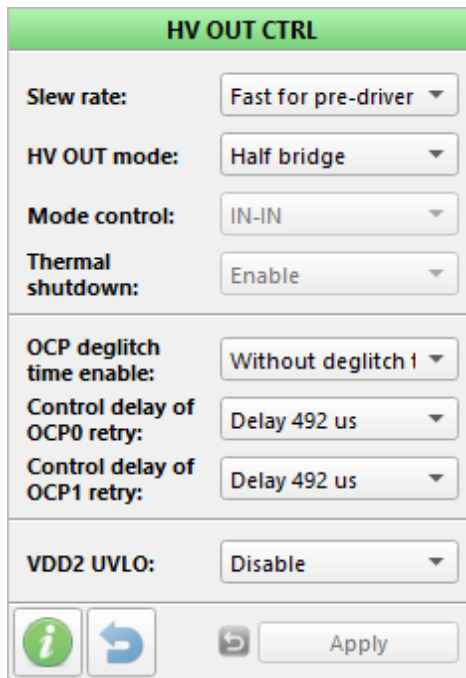 HV OUT CTRL
Slew rate: Fast for pre-driver
HV OUT mode: Half bridge
Mode control: IN-IN
Thermal
shutdown: Enable
OCP deglitch
time enable: Without deglitch t
Control delay of
OCP0 retry: Delay 492 us
Control delay of
OCP1 retry: Delay 492 us
VDD2 UVLO: Disable
i
Apply